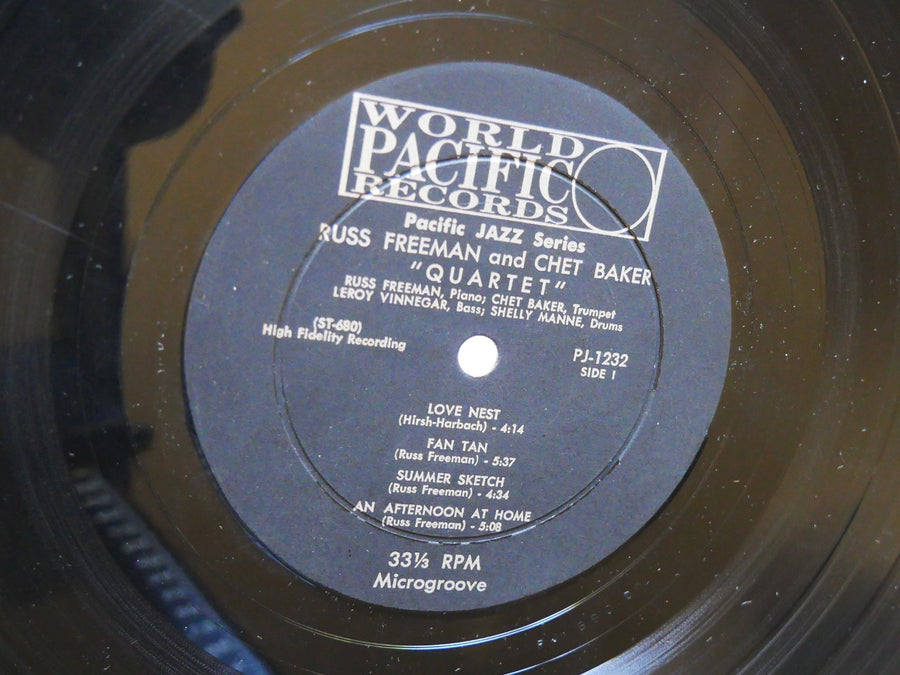 WORLD
PACIFIC
RECORDS
Pacific JAZZ Series
RUSS FREEMAN and CHET BAKER
"QUARTET"
RUSS FREEMAN, Piano; CHET BAKER, Trumpet
LEROY VINNEGAR, Bass; SHELLY MANNE, Drums
(ST-680)
High Fidelity Recording
PJ-1232
SIDE 1
LOVE NEST
(Hirsh-Harbach) - 4:14
FAN TAN
(Russ Freeman) - 5:37
SUMMER SKETCH
(Russ Freeman) - 4:34
AN AFTERNOON AT HOME
(Russ Freeman) - 5:08
33⅓ RPM
Microgroove